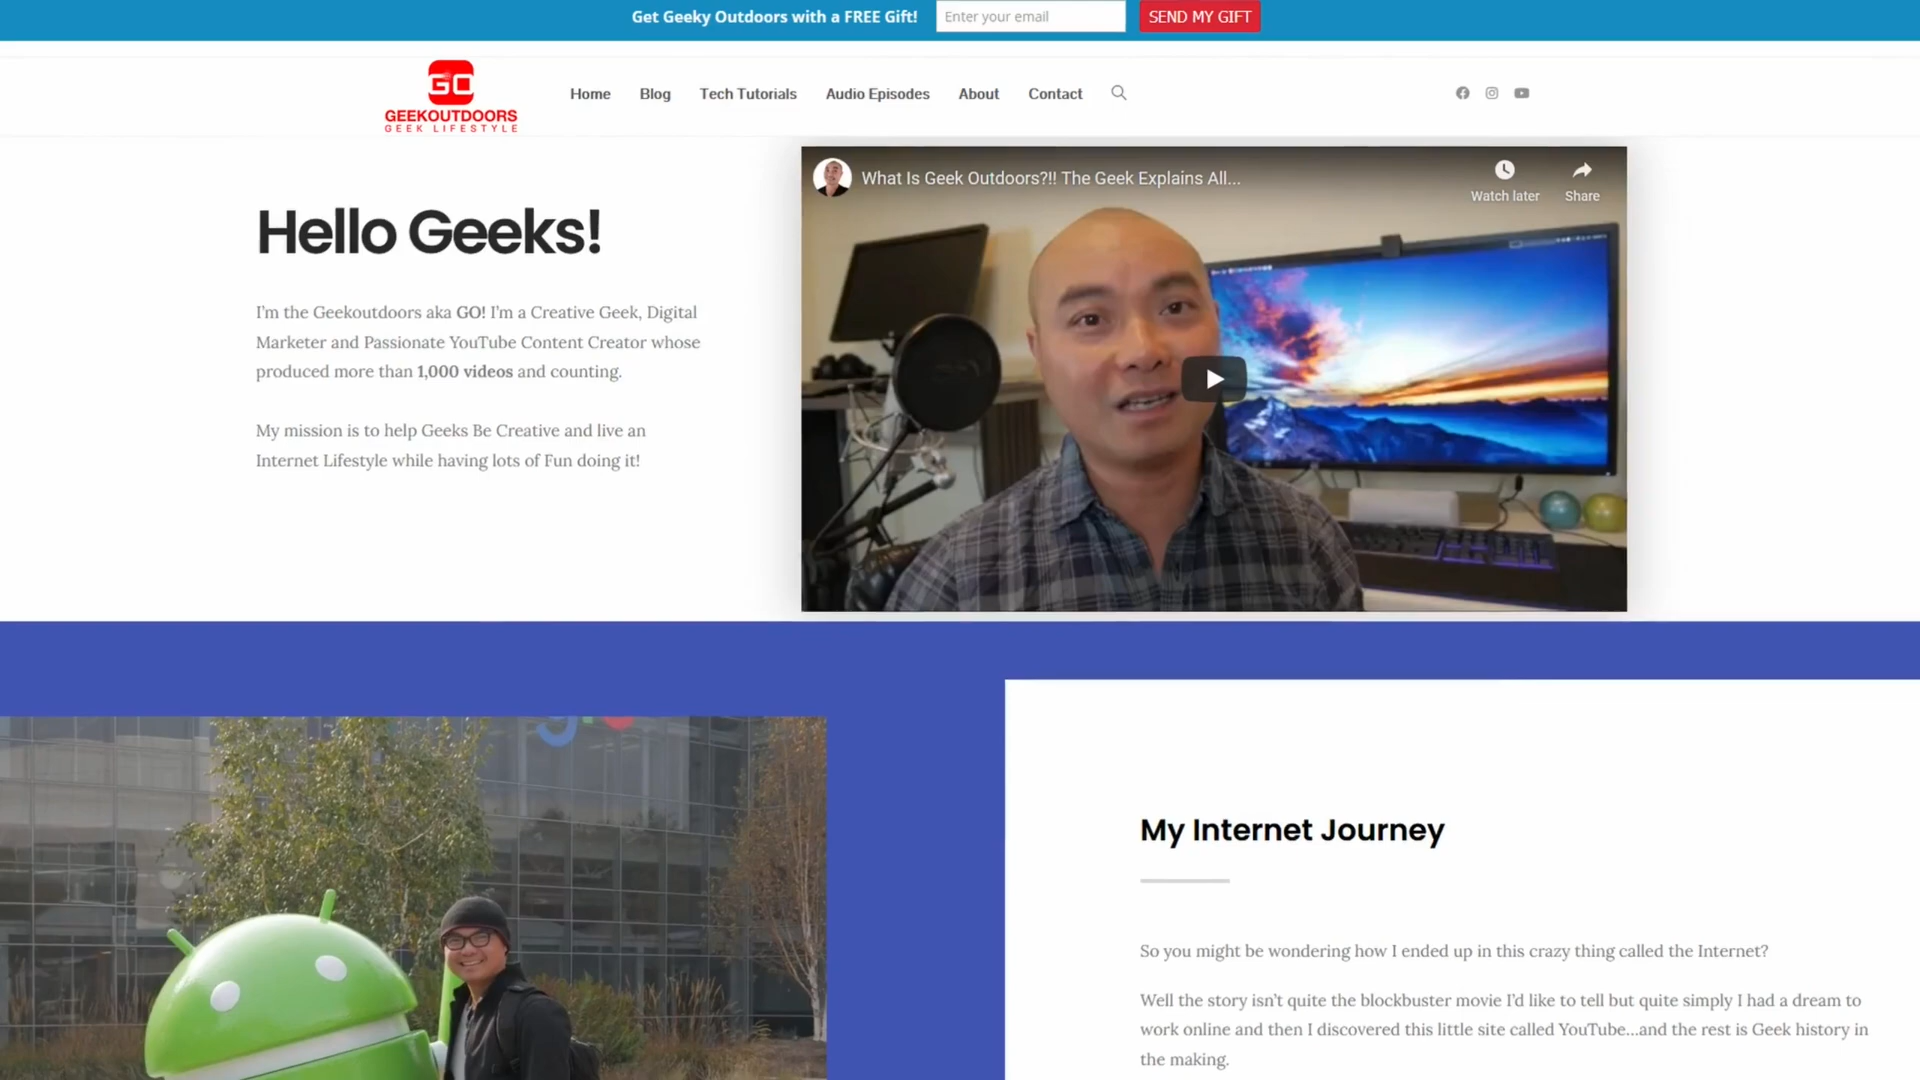 Get Geeky Outdoors with a FREE Gift!
Enter your email
SEND MY GIFT
GO
GEEKOUTDOORS
GEEK LIFESTYLE
Home
Blog
Tech Tutorials
Audio Episodes
About
Contact
What Is Geek Outdoors?!! The Geek Explains All...
Watch later
Share
Hello Geeks!
I'm the Geekoutdoors aka GO! I'm a Creative Geek, Digital
Marketer and Passionate YouTube Content Creator whose
produced more than 1,000 videos and counting.
My mission is to help Geeks Be Creative and live an
Internet Lifestyle while having lots of Fun doing it!
My Internet Journey
So you might be wondering how I ended up in this crazy thing called the Internet?
Well the story isn't quite the blockbuster movie I'd like to tell but quite simply I had a dream to
work online and then I discovered this little site called YouTube...and the rest is Geek history in
the making.